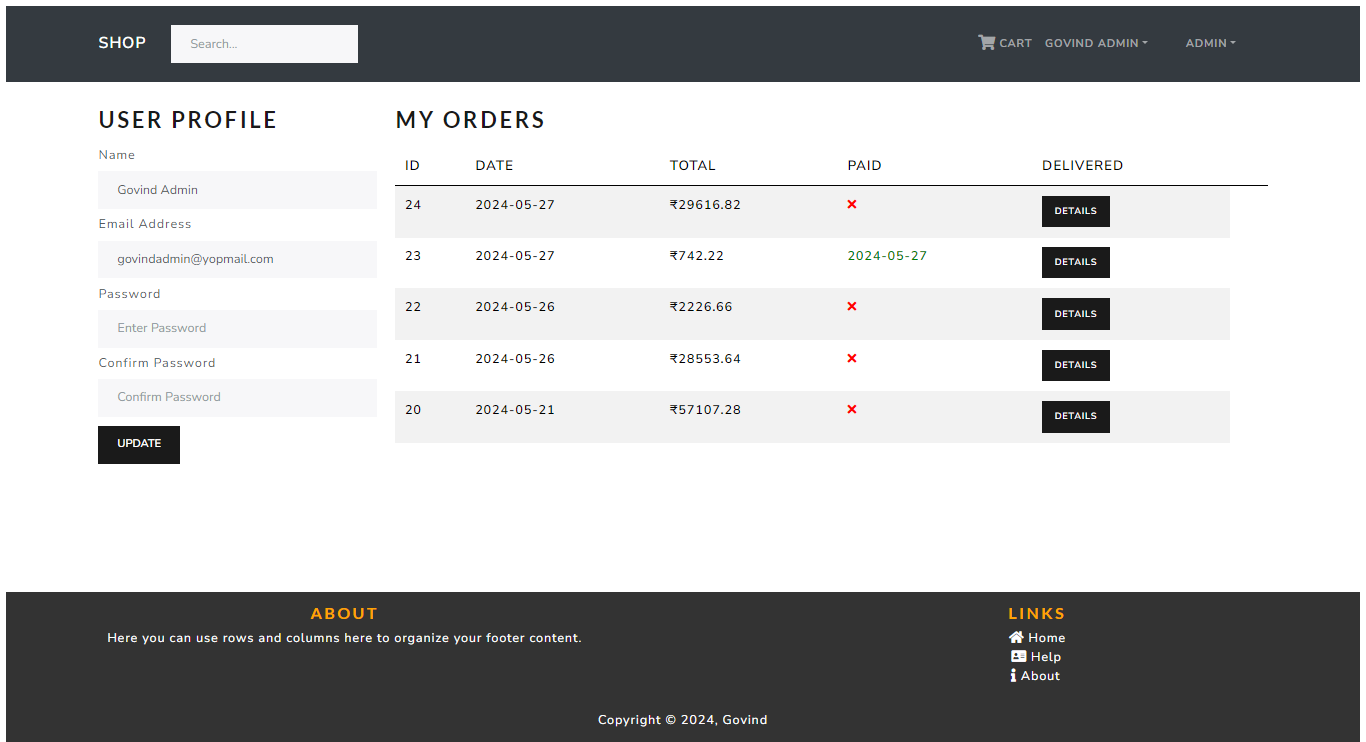 SHOP Search... CART GOVIND ADMIN ADMIN
USER PROFILE
Name
Govind Admin
Email Address
govindadmin@yopmail.com
Password
Enter Password
Confirm Password
Confirm Password
UPDATE
MY ORDERS
ID DATE TOTAL PAID DELIVERED
24 2024-05-27 ₹29616.82 DETAILS
23 2024-05-27 ₹742.22 2024-05-27 DETAILS
22 2024-05-26 ₹2226.66 DETAILS
21 2024-05-26 ₹28553.64 DETAILS
20 2024-05-21 ₹57107.28 DETAILS
ABOUT
Here you can use rows and columns here to organize your footer content.
LINKS
Home
Help
About
Copyright © 2024, Govind